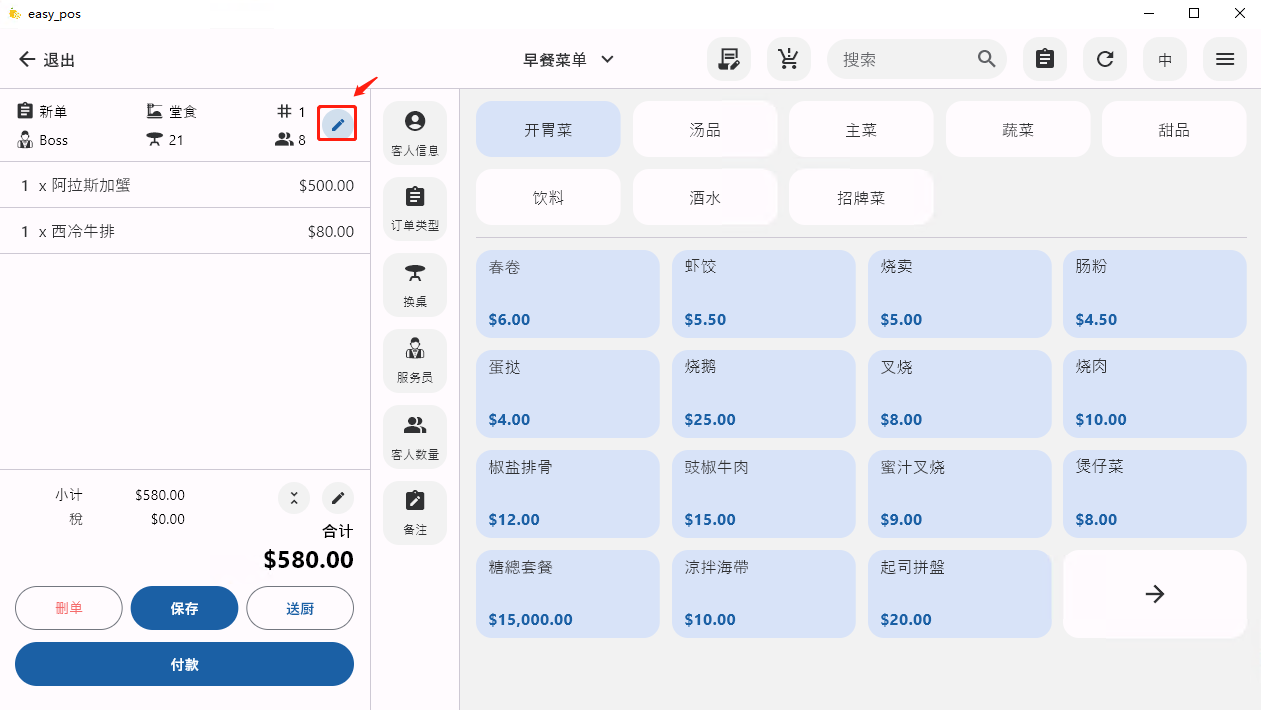 easy_pos
退出
早餐菜单
搜索
中
新单
堂食
1
Boss
21
8
1 x 阿拉斯加蟹 $500.00
1 x 西冷牛排 $80.00
小计 $580.00
稅 $0.00
合计
$580.00
删单
保存
送厨
付款
客人信息
订单类型
换桌
服务员
客人数量
备注
开胃菜
汤品
主菜
蔬菜
甜品
饮料
酒水
招牌菜
春卷
$6.00
虾饺
$5.50
烧卖
$5.00
肠粉
$4.50
蛋挞
$4.00
烧鹅
$25.00
叉烧
$8.00
烧肉
$10.00
椒盐排骨
$12.00
豉椒牛肉
$15.00
蜜汁叉烧
$9.00
煲仔菜
$8.00
糖總套餐
$15,000.00
涼拌海帶
$10.00
起司拼盤
$20.00